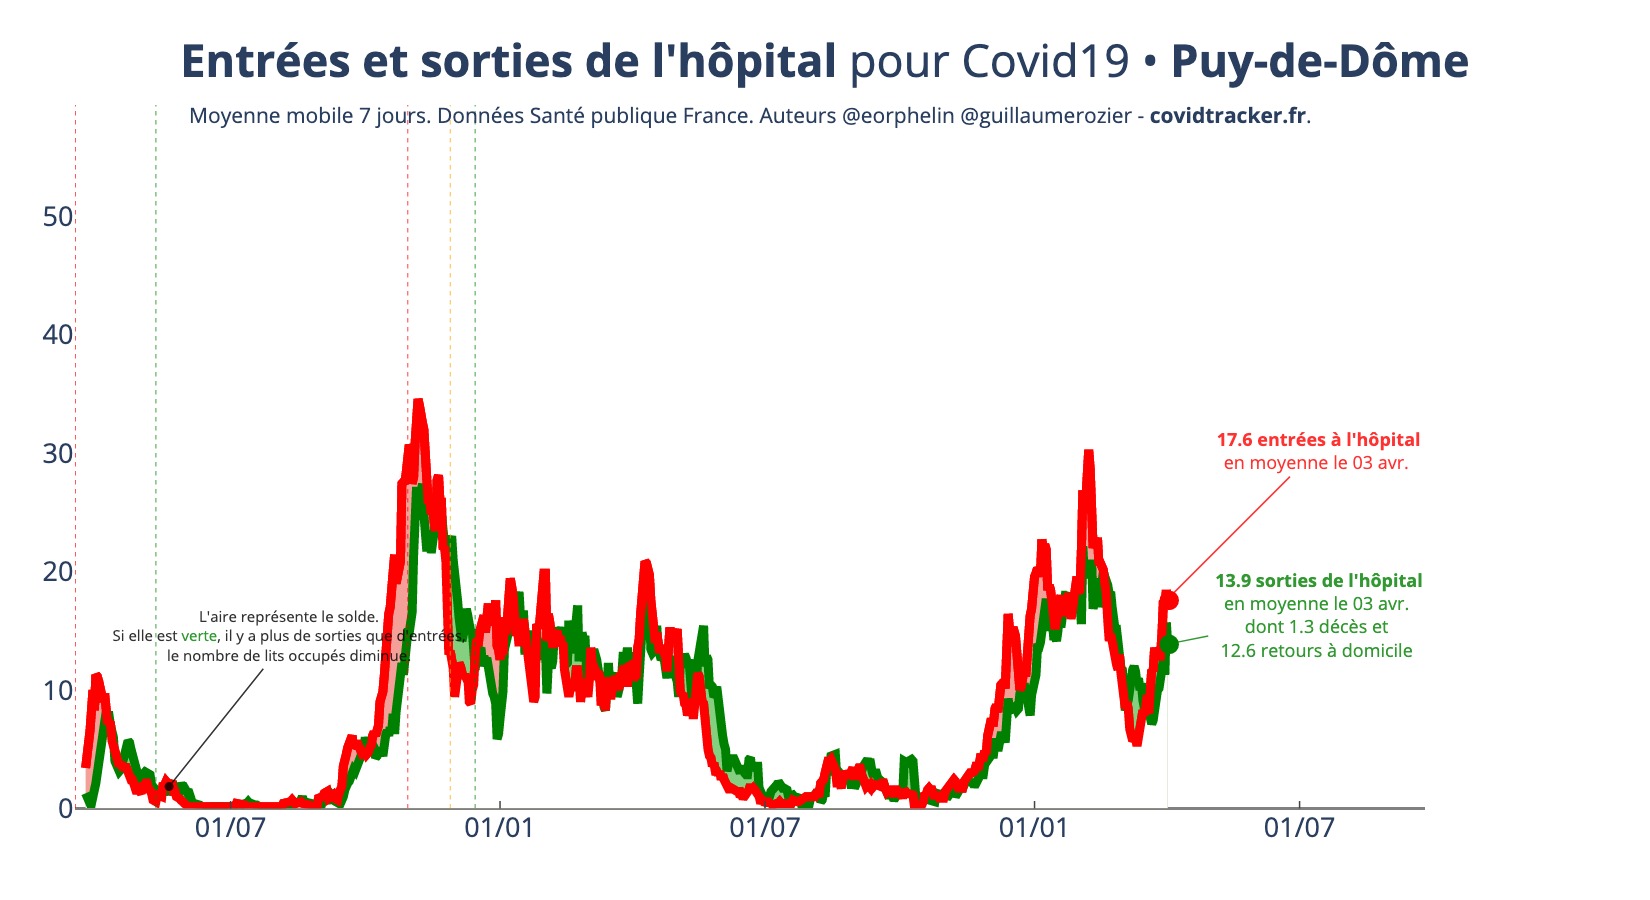 Entrées et sorties de l'hôpital pour Covid19 • Puy-de-Dôme
Moyenne mobile 7 jours. Données Santé publique France. Auteurs @eorphelin @guillaumerozier - covidtracker.fr.
50
40
30
20
10
0
L'aire représente le solde.
Si elle est verte, il y a plus de sorties que d'entrées,
le nombre de lits occupés diminue.
17.6 entrées à l'hôpital
en moyenne le 03 avr.
13.9 sorties de l'hôpital
en moyenne le 03 avr.
dont 1.3 décès et
12.6 retours à domicile
01/07
01/01
01/07
01/01
01/07